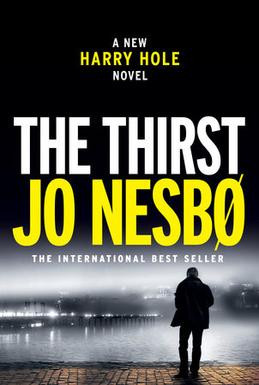 A NEW
HARRY HOLE
NOVEL
THE THIRST
JO NESBØ
THE INTERNATIONAL BEST SELLER